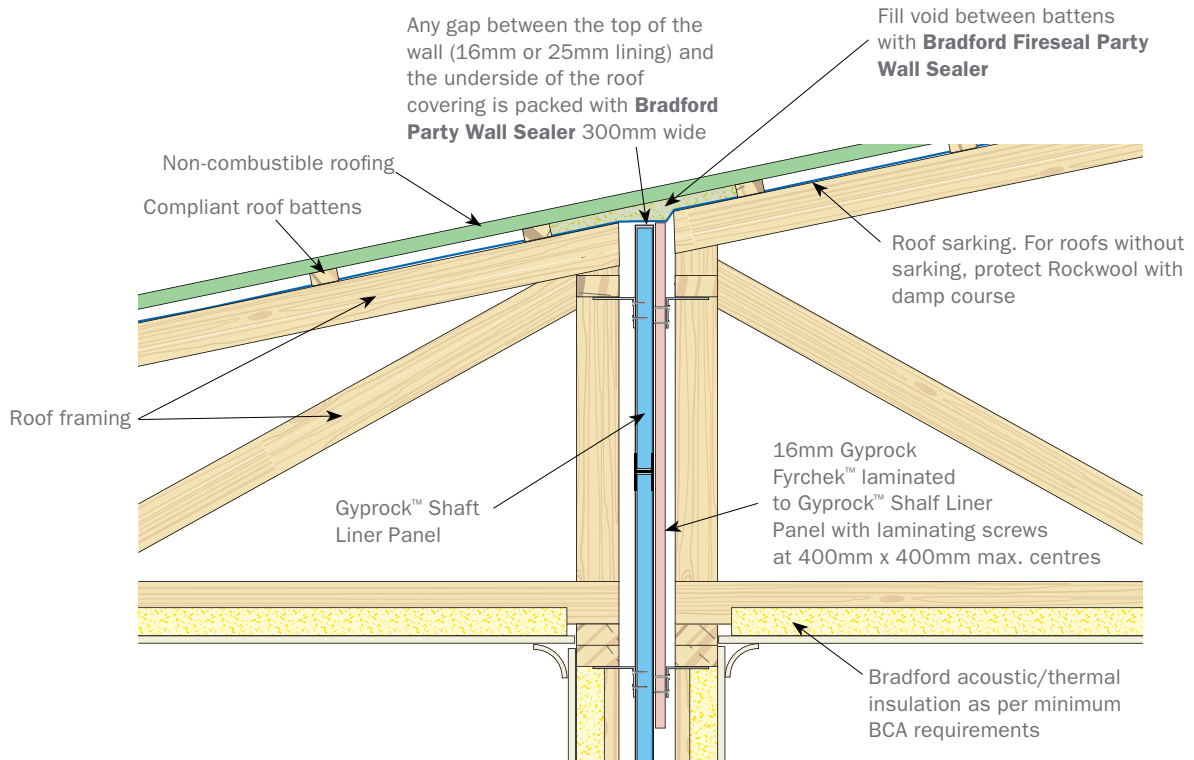 Any gap between the top of the
wall (16mm or 25mm lining) and
the underside of the roof
covering is packed with Bradford
Party Wall Sealer 300mm wide
Fill void between battens
with Bradford Fireseal Party
Wall Sealer
Non-combustible roofing
Compliant roof battens
Roof sarking. For roofs without
sarking, protect Rockwool with
damp course
Roof framing
Gyprock™ Shaft
Liner Panel
16mm Gyprock
Fyrchek™ laminated
to Gyprock™ Shalf Liner
Panel with laminating screws
at 400mm x 400mm max. centres
Bradford acoustic/thermal
insulation as per minimum
BCA requirements